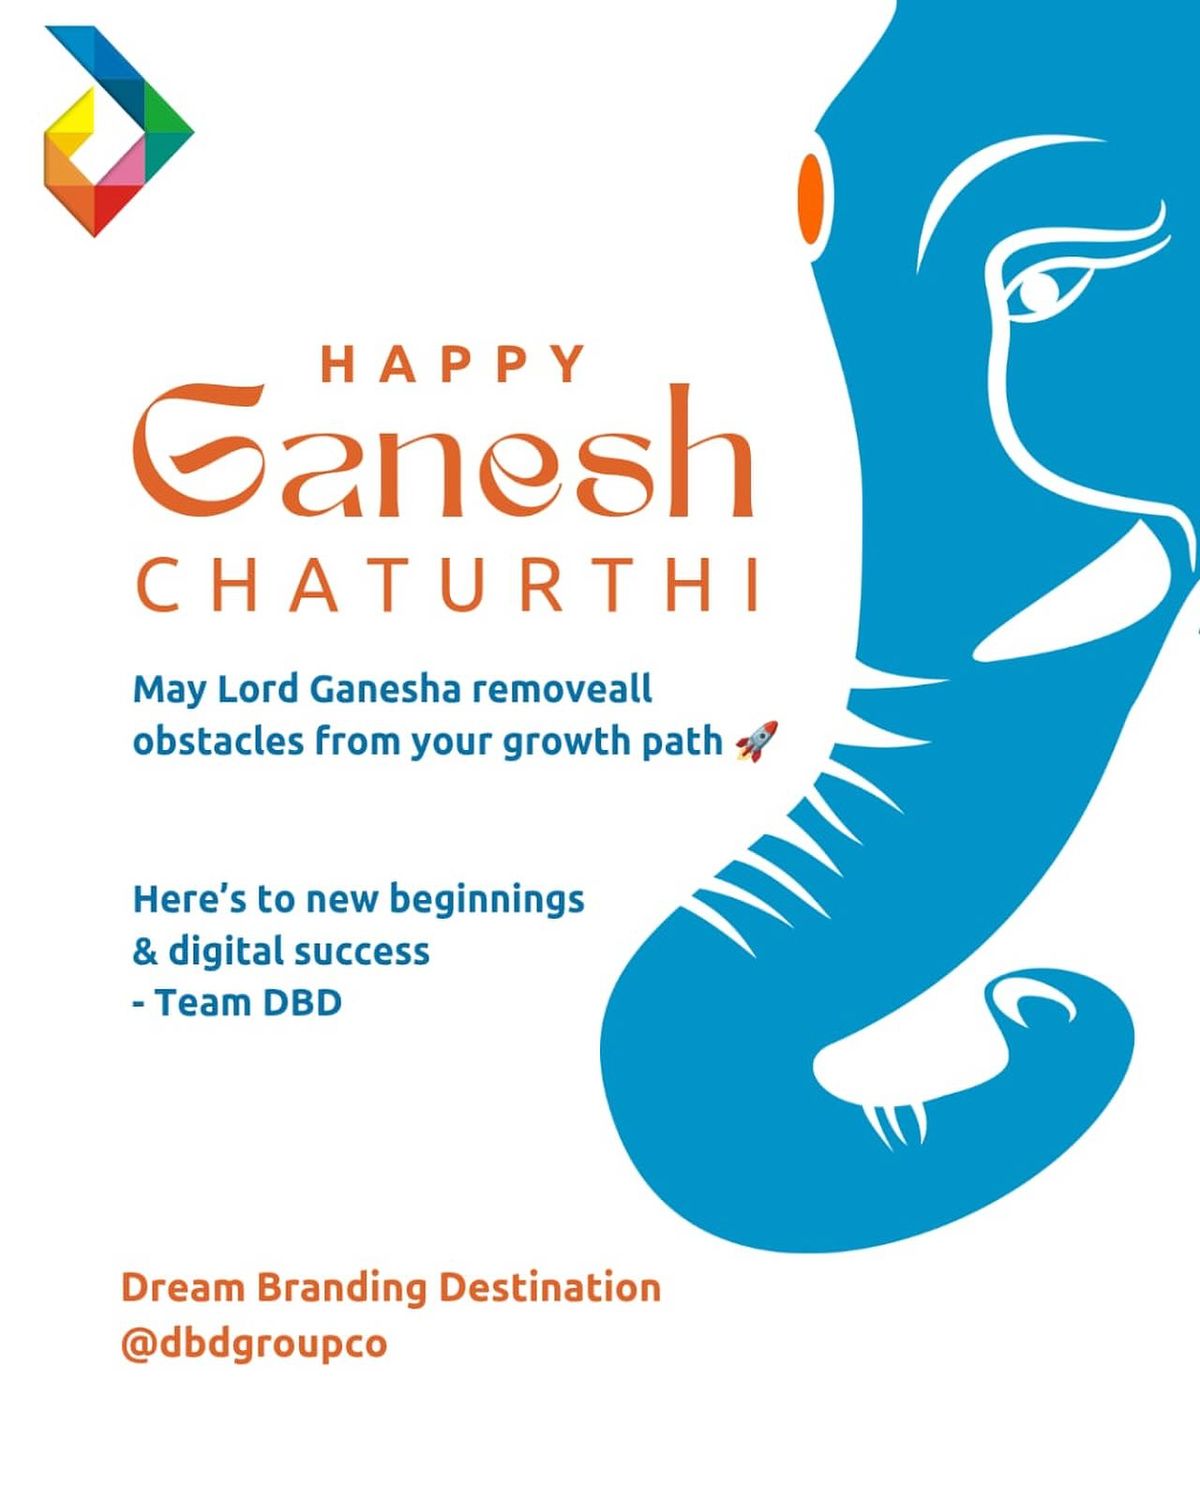 HAPPY
Ganesh
CHATURTHI
May Lord Ganesha removeall
obstacles from your growth path 🚀
Here’s to new beginnings
& digital success
- Team DBD
Dream Branding Destination
@dbdgroupco